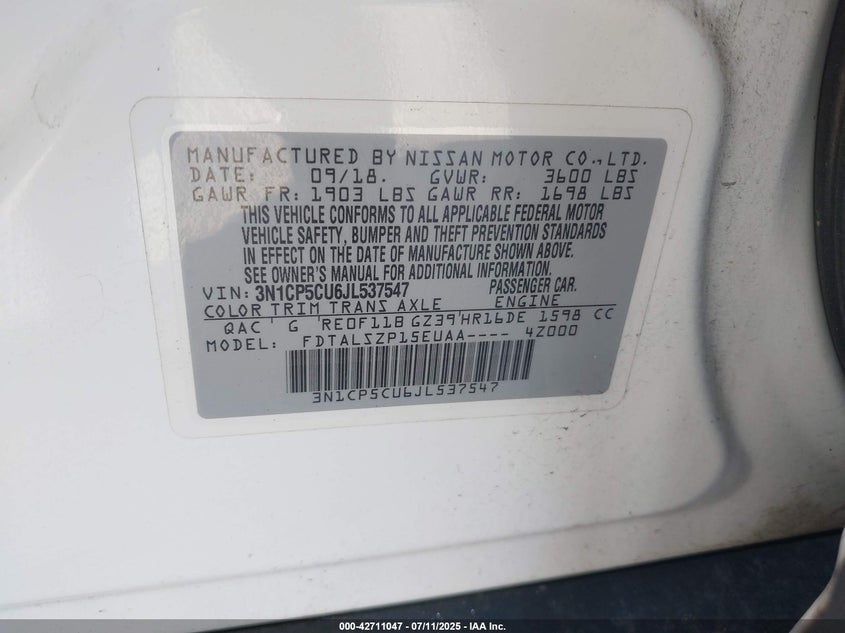 MANUFACTURED BY NISSAN MOTOR CO., LTD.
DATE: 09/18. GVWR: 3600 LBS
GAWR FR: 1903 LBS GAWR RR: 1698 LBS
THIS VEHICLE CONFORMS TO ALL APPLICABLE FEDERAL MOTOR
VEHICLE SAFETY, BUMPER AND THEFT PREVENTION STANDARDS
IN EFFECT ON THE DATE OF MANUFACTURE SHOWN ABOVE.
SEE OWNER'S MANUAL FOR ADDITIONAL INFORMATION.
VIN: 3N1CP5CU6JL537547 PASSENGER CAR.
COLOR TRIM TRANS AXLE ENGINE
QAC G RE0F11B GZ39 HR16DE 1598 CC
MODEL: FDTALSZP15EUAA---- 4Z000
3N1CP5CU6JL537547
000-42711047 - 07/11/2025 - IAA Inc.